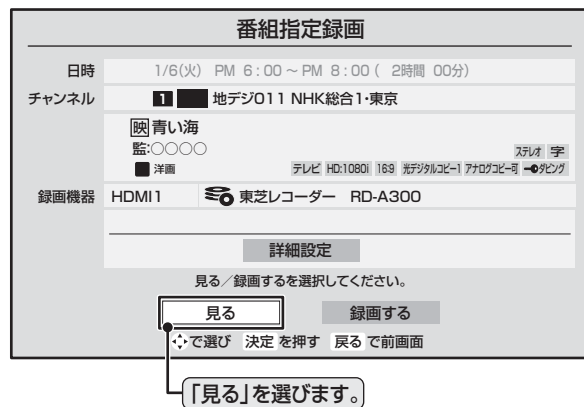 番組指定録画
日時 1/6(火) PM 6:00～PM 8:00 ( 2時間 00分)
チャンネル 1 地デジ011 NHK総合1・東京
映 青い海
監:○○○○
ステレオ 字
洋画 テレビ HD:1080i 16:9 光デジタルコピー1 アナログコピー可 ダビング
録画機器 HDMI1 東芝レコーダー RD-A300
詳細設定
見る／録画するを選択してください。
見る 録画する
で選び 決定 を押す 戻る で前画面
「見る」を選びます。